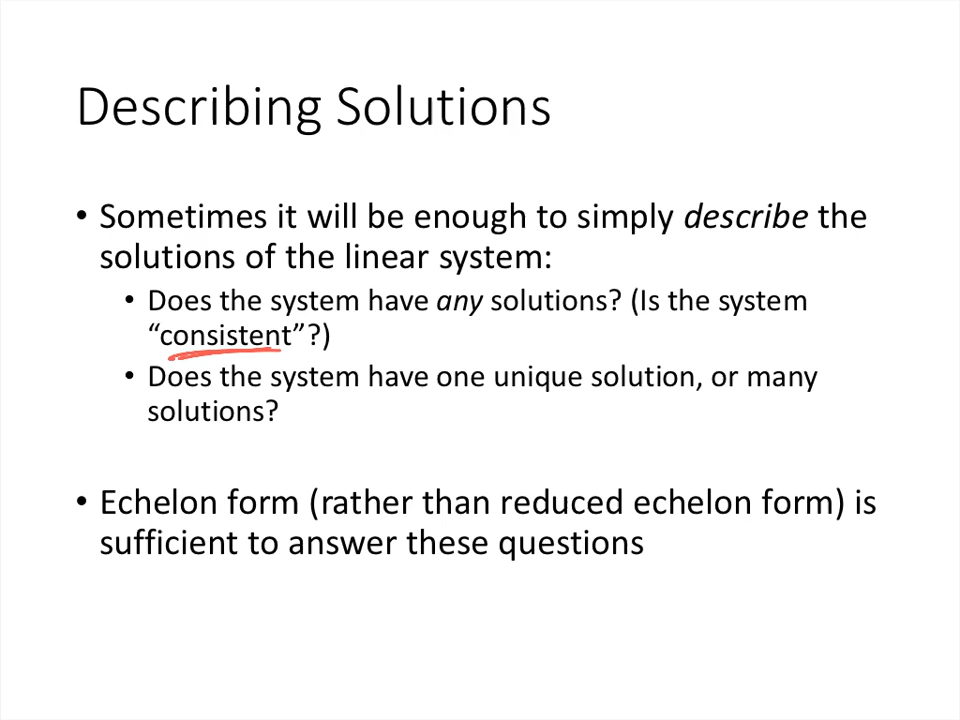 Describing Solutions
• Sometimes it will be enough to simply describe the
solutions of the linear system:
• Does the system have any solutions? (Is the system
“consistent”?)
• Does the system have one unique solution, or many
solutions?
• Echelon form (rather than reduced echelon form) is
sufficient to answer these questions